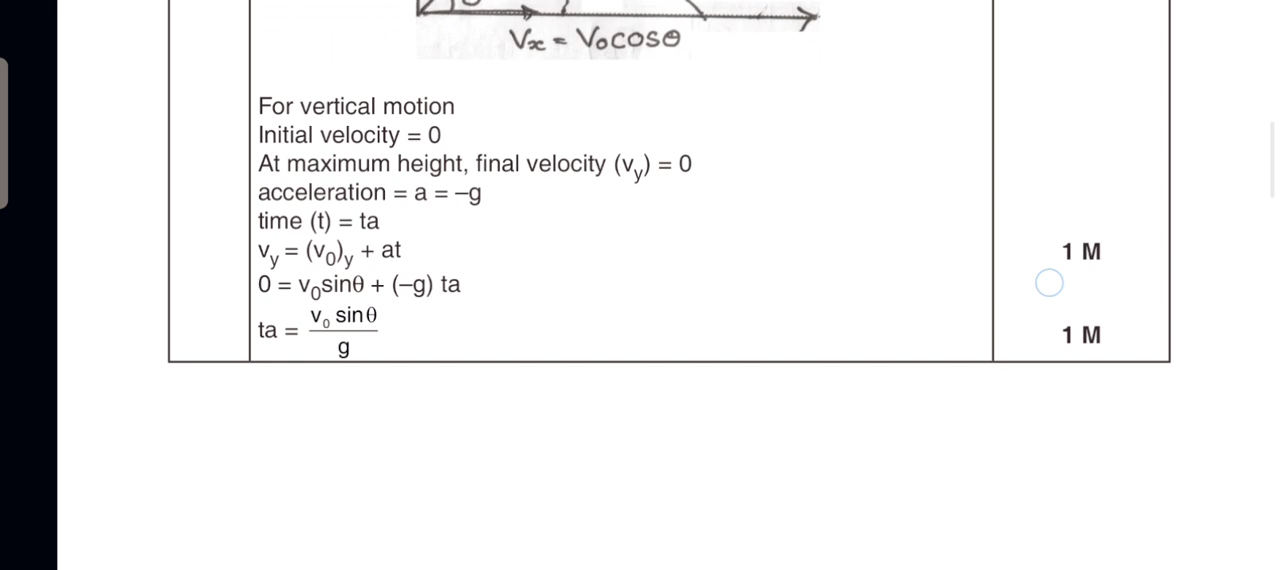 Vx = V₀cosθ
For vertical motion
Initial velocity = 0
At maximum height, final velocity (vy) = 0
acceleration = a = –g
time (t) = ta
vy = (v₀)y + at 1 M
0 = v₀sinθ + (–g) ta
ta = v₀ sinθ / g 1 M